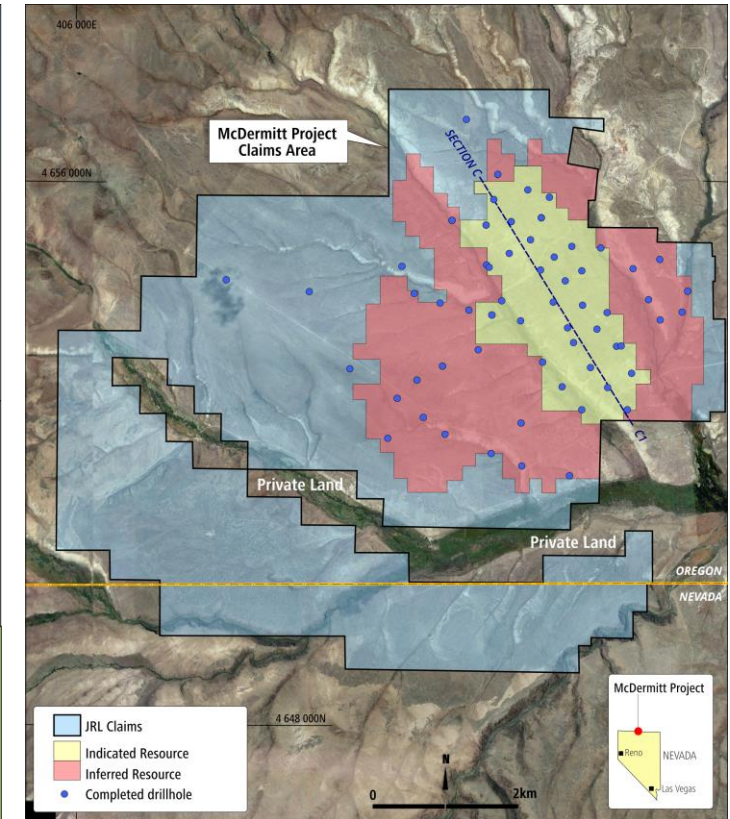 406 000E
McDermitt Project
Claims Area
SECTION C
4 656 000N
C1
Private Land
Private Land
OREGON
NEVADA
JRL Claims
Indicated Resource
Inferred Resource
Completed drillhole
4 648 000N
N
0
2km
McDermitt Project
Reno
NEVADA
Las Vegas